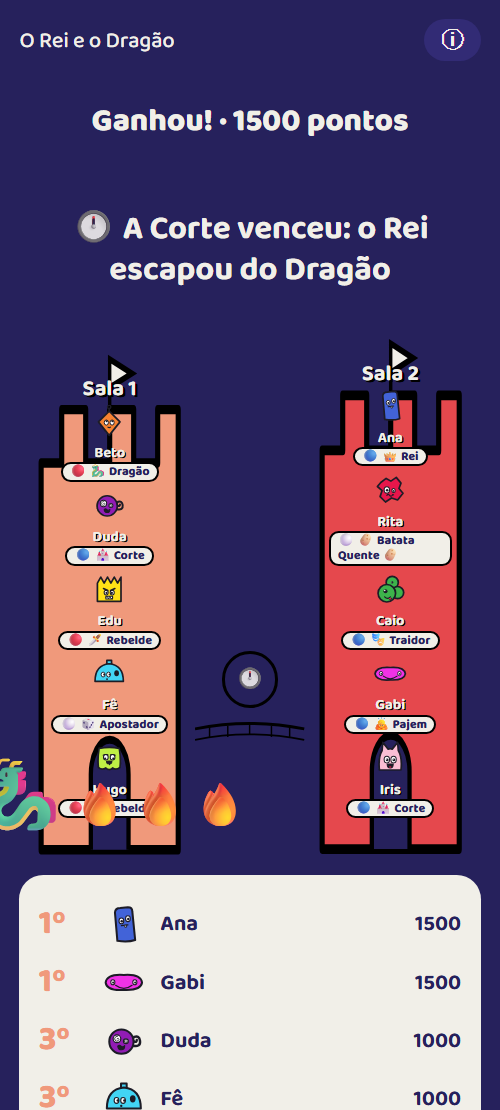 O Rei e o Dragão
Ganhou! · 1500 pontos
A Corte venceu: o Rei
escapou do Dragão
Sala 1
Beto
Dragão
Duda
Corte
Edu
Rebelde
Fê
Apostador
Sala 2
Ana
Rei
Rita
Batata
Quente
Caio
Traidor
Gabi
Pajem
Iris
Corte
1º Ana 1500
1º Gabi 1500
3º Duda 1000
3º Fê 1000